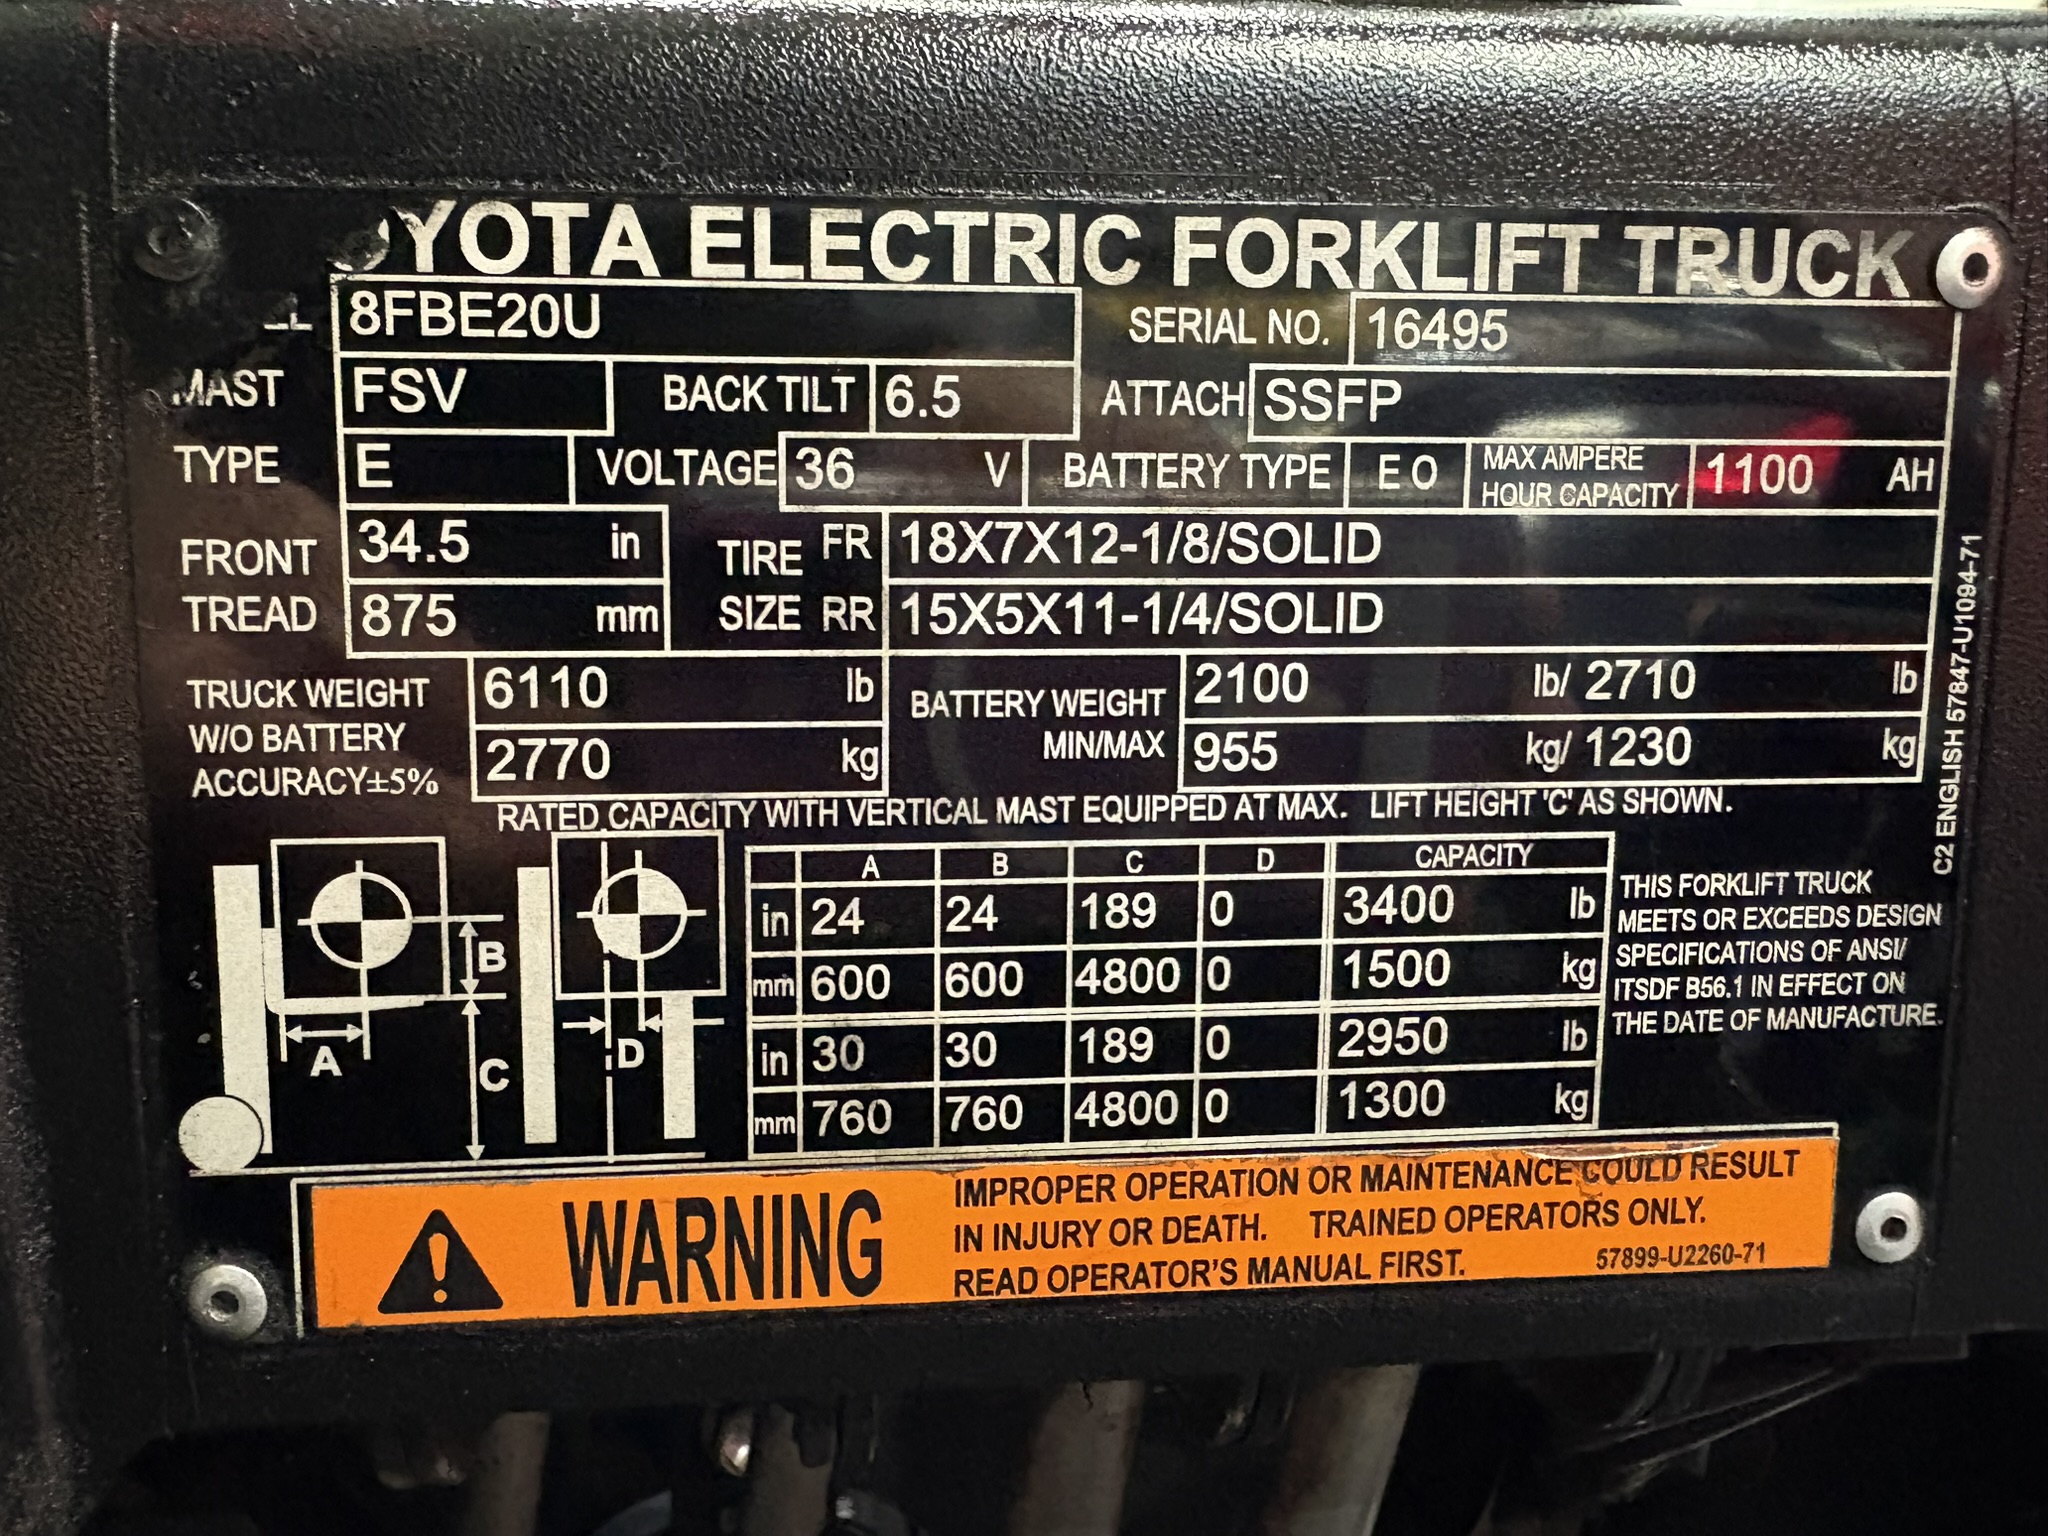 OYOTA ELECTRIC FORKLIFT TRUCK
8FBE20U SERIAL NO. 16495
MAST FSV BACK TILT 6.5 ATTACH SSFP
TYPE E VOLTAGE 36 V BATTERY TYPE E O MAX AMPERE HOUR CAPACITY 1100 AH
FRONT TREAD 34.5 in TIRE SIZE FR 18X7X12-1/8/SOLID
875 mm RR 15X5X11-1/4/SOLID
TRUCK WEIGHT W/O BATTERY ACCURACY±5% 6110 lb BATTERY WEIGHT MIN/MAX 2100 lb/ 2710 lb
2770 kg 955 kg/ 1230 kg
RATED CAPACITY WITH VERTICAL MAST EQUIPPED AT MAX. LIFT HEIGHT 'C' AS SHOWN.
A B C D
A B C D CAPACITY
in 24 24 189 0 3400 lb
mm 600 600 4800 0 1500 kg
in 30 30 189 0 2950 lb
mm 760 760 4800 0 1300 kg
THIS FORKLIFT TRUCK
MEETS OR EXCEEDS DESIGN
SPECIFICATIONS OF ANSI/
ITSDF B56.1 IN EFFECT ON
THE DATE OF MANUFACTURE.
C2 ENGLISH 57847-U1094-71
WARNING
IMPROPER OPERATION OR MAINTENANCE COULD RESULT
IN INJURY OR DEATH. TRAINED OPERATORS ONLY.
READ OPERATOR'S MANUAL FIRST. 57899-U2260-71